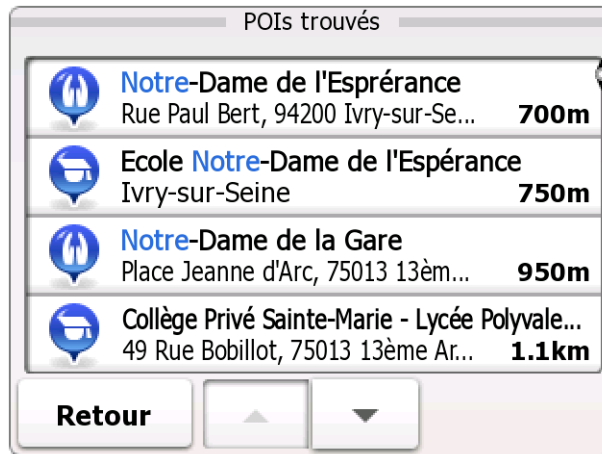 POIs trouvés
Notre-Dame de l'Esprérance
Rue Paul Bert, 94200 Ivry-sur-Se... 700m
Ecole Notre-Dame de l'Espérance
Ivry-sur-Seine 750m
Notre-Dame de la Gare
Place Jeanne d'Arc, 75013 13èm... 950m
Collège Privé Sainte-Marie - Lycée Polyvale...
49 Rue Bobillot, 75013 13ème Ar... 1.1km
Retour